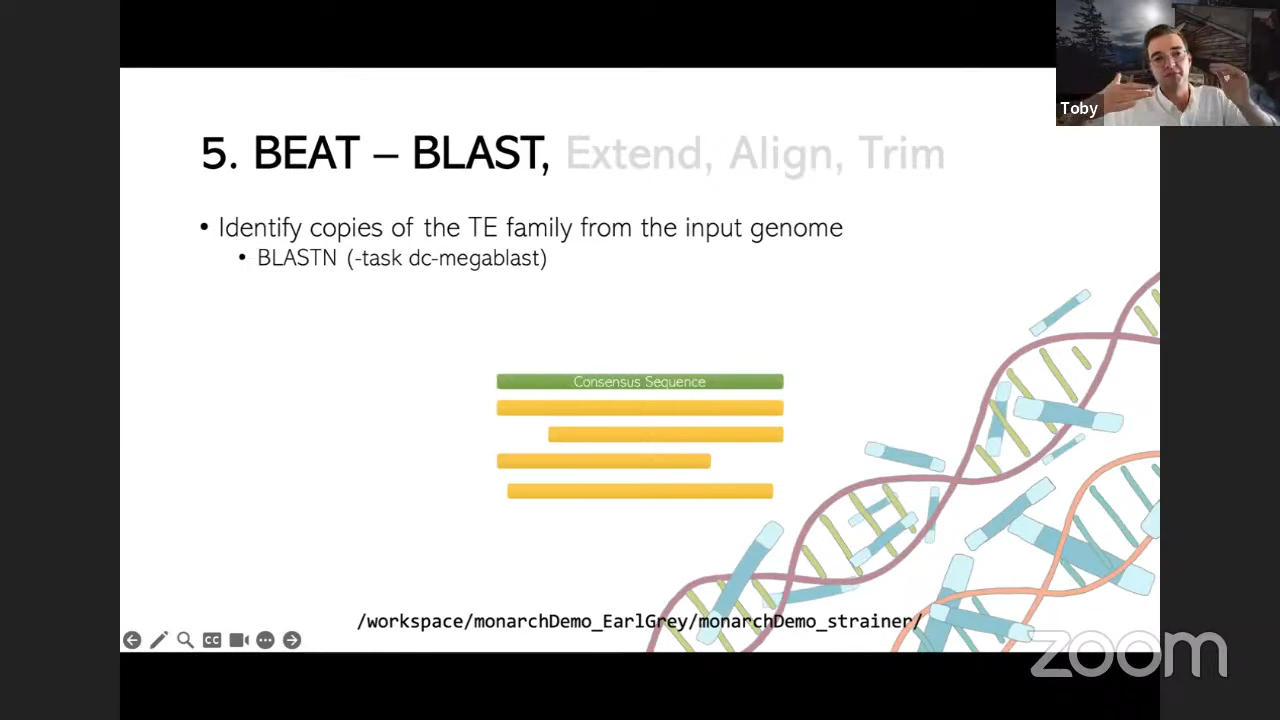 Toby
5. BEAT – BLAST, Extend, Align, Trim
• Identify copies of the TE family from the input genome
• BLASTN (-task dc-megablast)
Consensus Sequence
/workspace/monarchDemo_EarlGrey/monarchDemo_strainer/
CC
zoom